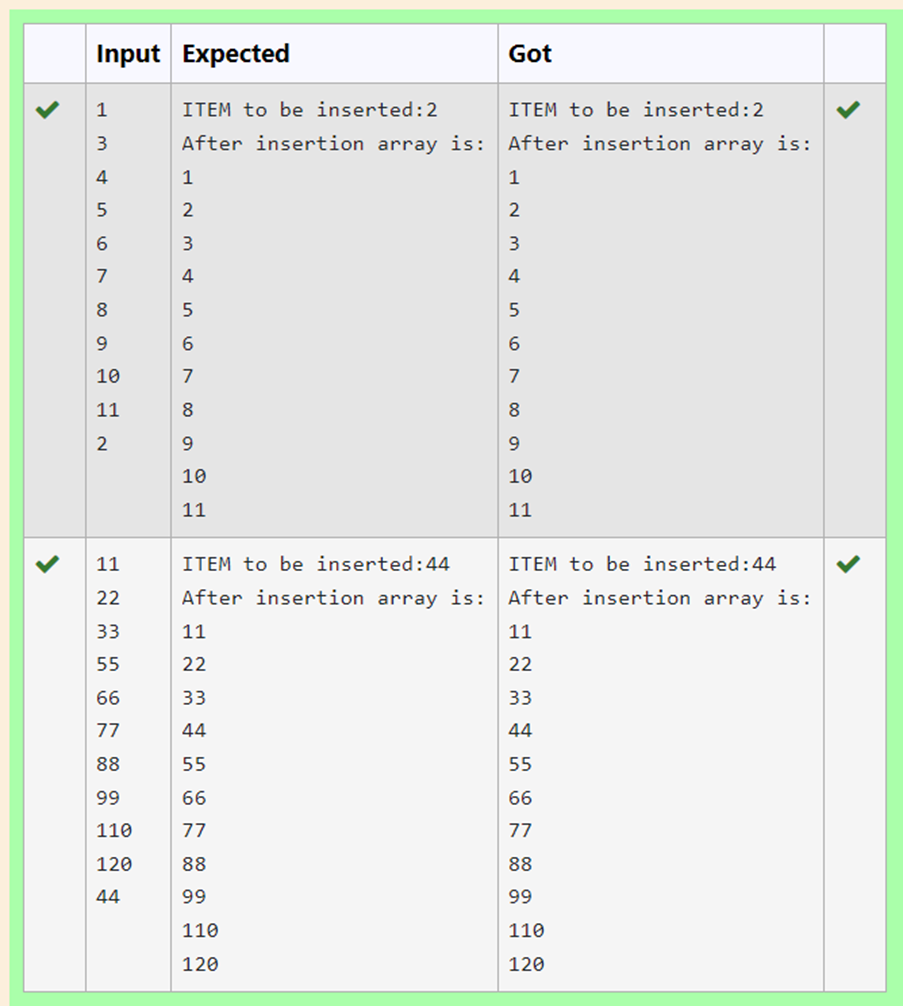 Input Expected Got
1 ITEM to be inserted:2 ITEM to be inserted:2
3 After insertion array is: After insertion array is:
4 1 1
5 2 2
6 3 3
7 4 4
8 5 5
9 6 6
10 7 7
11 8 8
2 9 9
10 10
11 11
11 ITEM to be inserted:44 ITEM to be inserted:44
22 After insertion array is: After insertion array is:
33 11 11
55 22 22
66 33 33
77 44 44
88 55 55
99 66 66
110 77 77
120 88 88
44 99 99
110 110
120 120